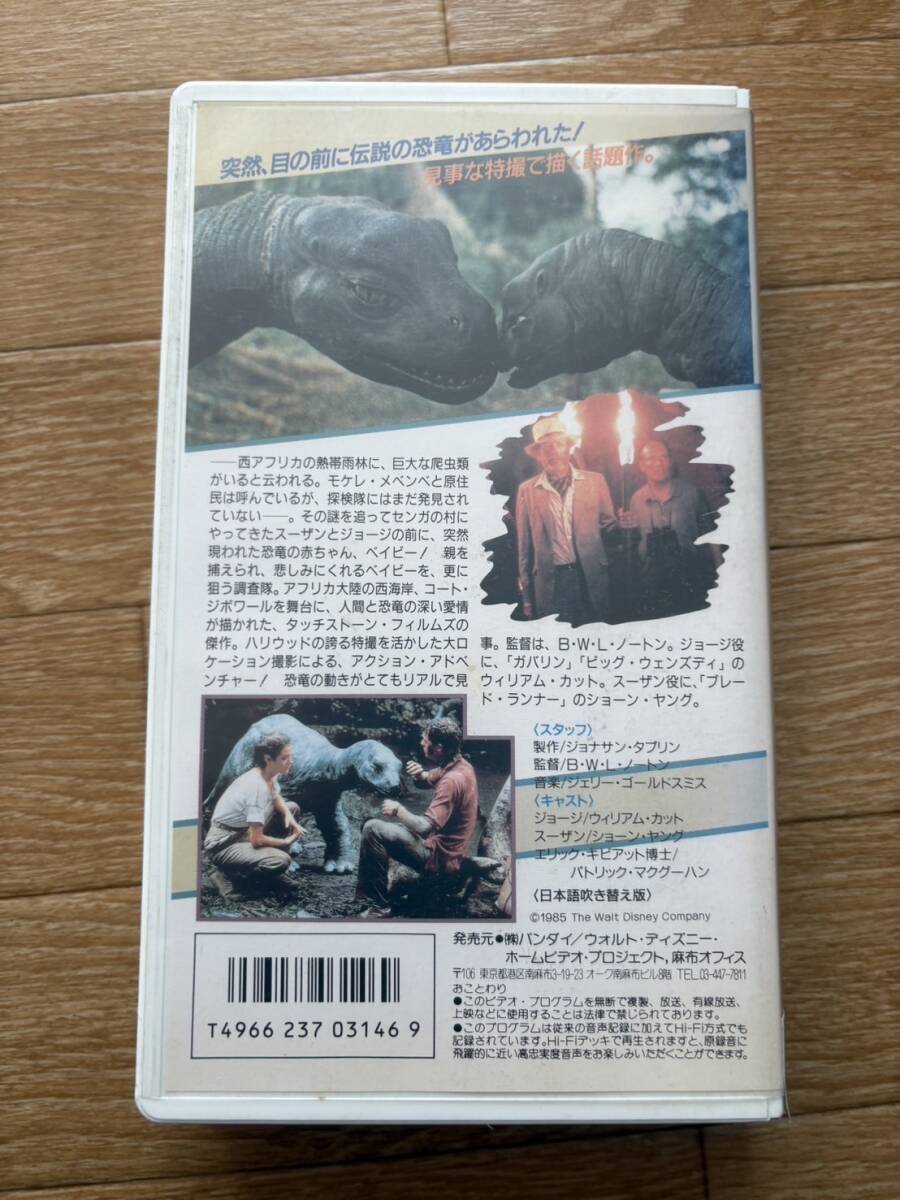 突然、目の前に伝説の恐竜があらわれた！
見事な特撮で描く話題作。
――西アフリカの熱帯雨林に、巨大な爬虫類
がいると云われる。モケレ・メベンベと原住
民は呼んでいるが、探検隊にはまだ発見され
ていない――。その謎を追ってセンガの村に
やってきたスーザンとジョージの前に、突然
現われた恐竜の赤ちゃん、ベイビー！ 親を
捕えられ、悲しみにくれるベイビーを、更に
狙う調査隊。アフリカ大陸の西海岸、コート・
ジボワールを舞台に、人間と恐竜の深い愛情
が描かれた、タッチストーン・フィルムズの
傑作。ハリウッドの誇る特撮を活かした大ロ
ケーション撮影による、アクション・アドベ
ンチャー！ 恐竜の動きがとてもリアルで見
事。監督は、B・W・L・ノートン。ジョージ役
に、「ガバリン」「ビッグ・ウェンズディ」の
ウィリアム・カット。スーザン役に、「ブレー
ド・ランナー」のショーン・ヤング。
〈スタッフ〉
製作/ジョナサン・タプリン
監督/B・W・L・ノートン
音楽/ジェリー・ゴールドスミス
〈キャスト〉
ジョージ/ウィリアム・カット
スーザン/ショーン・ヤング
エリック・キビアット博士/
パトリック・マクグーハン
〈日本語吹き替え版〉
©1985 The Walt Disney Company
発売元●㈱バンダイ/ウォルト・ディズニー・
ホームビデオ・プロジェクト, 麻布オフィス
〒106 東京都港区南麻布3-19-23 オーク南麻布ビル8階 TEL.03-447-7811
おことわり
●このビデオ・プログラムを無断で複製、放送、有線放送、
上映などに使用することは法律で禁じられております。
●このプログラムは従来の音声記録に加えてHi-Fi方式でも
記録されています。Hi-Fiデッキで再生されますと、原録音に
飛躍的に近い高忠実度音声をお楽しみいただくことができます。
T4966 237 03146 9